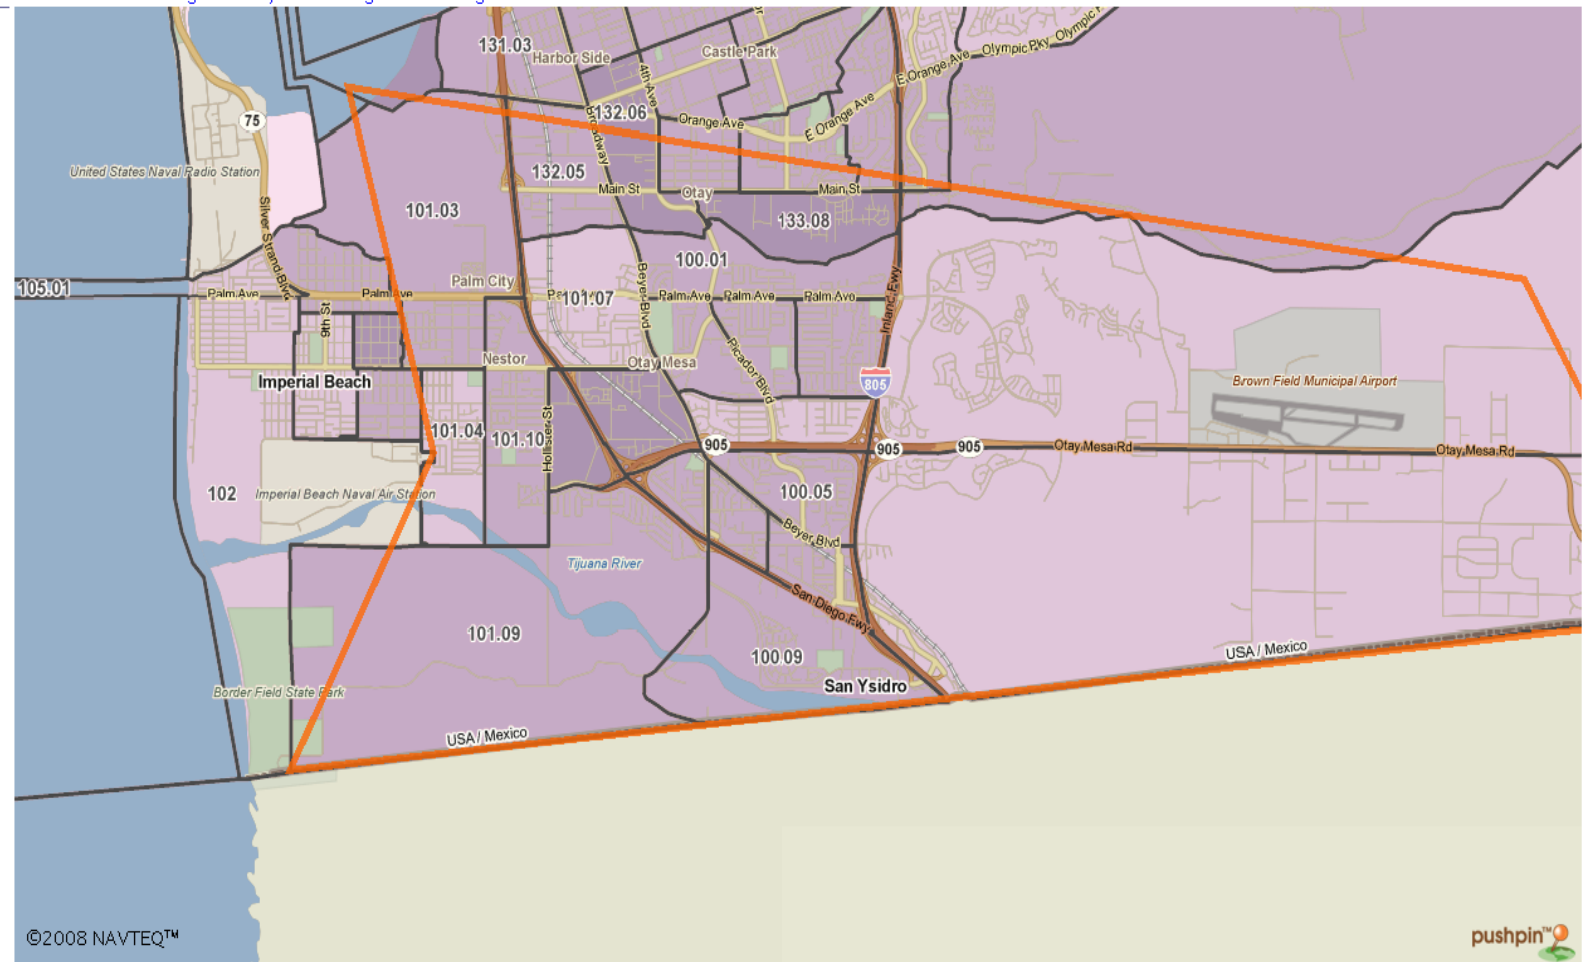 131.03
Harbor Side
Castle Park
4th Ave
E Orange Ave
Olympic Pky
Olympic P
75
132.06
Broadway
Orange Ave
E Orange Ave
United States Naval Radio Station
132.05
Main St
Otay
Main St
101.03
133.08
Silver Strand Blvd
Palm City
100.01
105.01
Palm Ave
Palm Ave
101.07
Beyer Blvd
Palm Ave
Palm Ave
Palm Ave
Inland Fwy
9th St
Nestor
Otay Mesa
Picador Blvd
Imperial Beach
805
Brown Field Municipal Airport
101.04
101.10
Hollister St
905
905
905
Otay Mesa Rd
Otay Mesa Rd
102
Imperial Beach Naval Air Station
100.05
Beyer Blvd
Tijuana River
San Diego Fwy
101.09
100.09
USA / Mexico
San Ysidro
Border Field State Park
USA / Mexico
©2008 NAVTEQ™
pushpin™